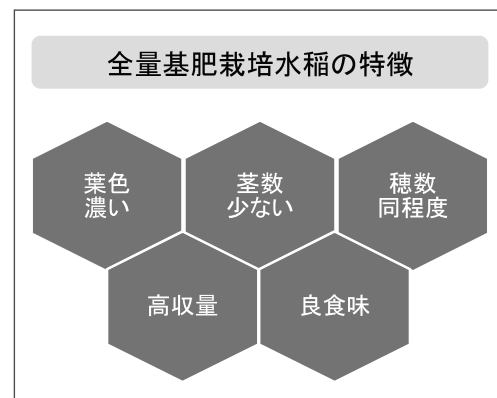 全量基肥栽培水稲の特徴
葉色
濃い
茎数
少ない
穂数
同程度
高収量
良食味